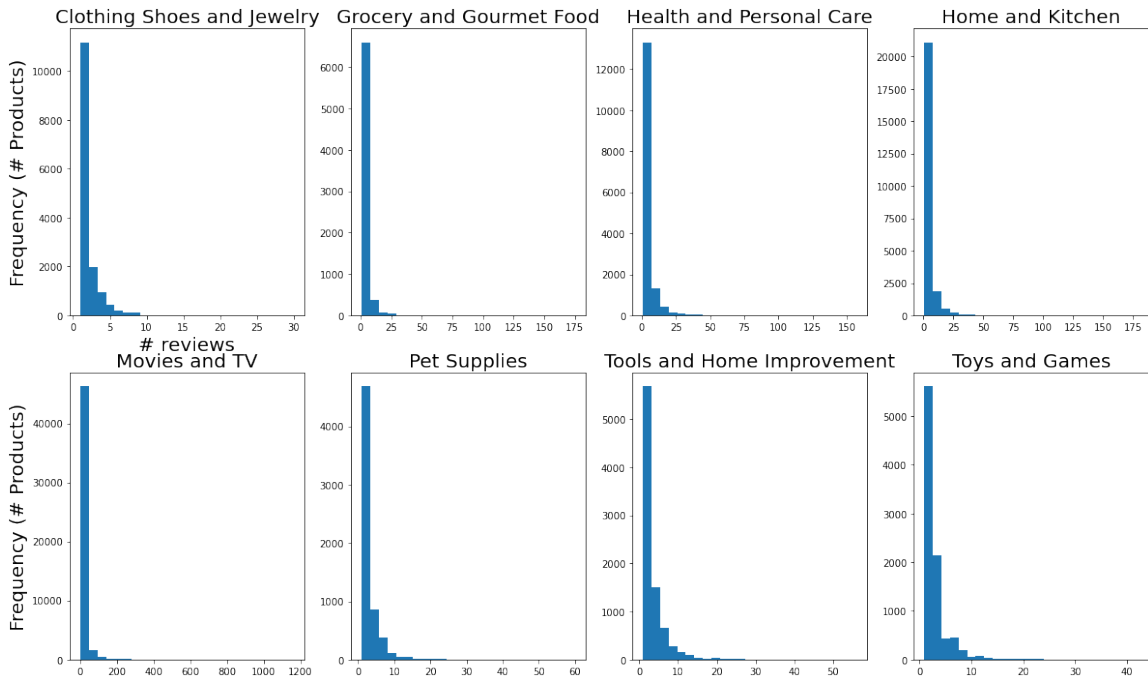 Clothing Shoes and Jewelry
Grocery and Gourmet Food
Health and Personal Care
Home and Kitchen
Frequency (# Products)
10000
8000
6000
4000
2000
0
0 5 10 15 20 25 30
# reviews
6000
5000
4000
3000
2000
1000
0
0 25 50 75 100 125 150 175
12000
10000
8000
6000
4000
2000
0
0 25 50 75 100 125 150
20000
17500
15000
12500
10000
7500
5000
2500
0
0 25 50 75 100 125 150 175
Movies and TV
Pet Supplies
Tools and Home Improvement
Toys and Games
Frequency (# Products)
40000
30000
20000
10000
0
0 200 400 600 800 1000 1200
4000
3000
2000
1000
0
0 10 20 30 40 50 60
5000
4000
3000
2000
1000
0
0 10 20 30 40 50
5000
4000
3000
2000
1000
0
0 10 20 30 40